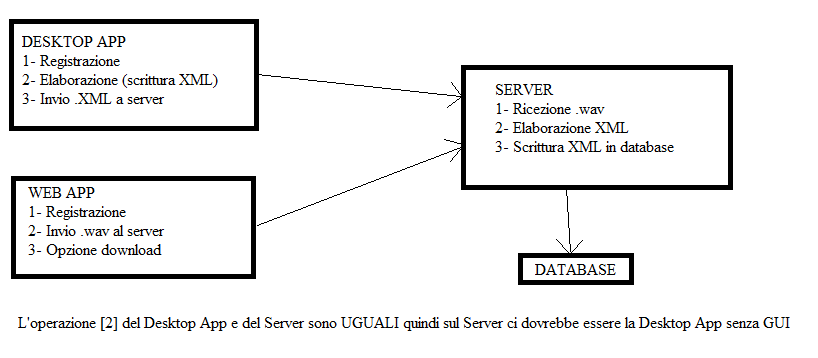 DESKTOP APP
1- Registrazione
2- Elaborazione (scrittura XML)
3- Invio .XML a server
SERVER
1- Ricezione .wav
2- Elaborazione XML
3- Scrittura XML in database
WEB APP
1- Registrazione
2- Invio .wav al server
3- Opzione download
DATABASE
L'operazione [2] del Desktop App e del Server sono UGUALI quindi sul Server ci dovrebbe essere la Desktop App senza GUI